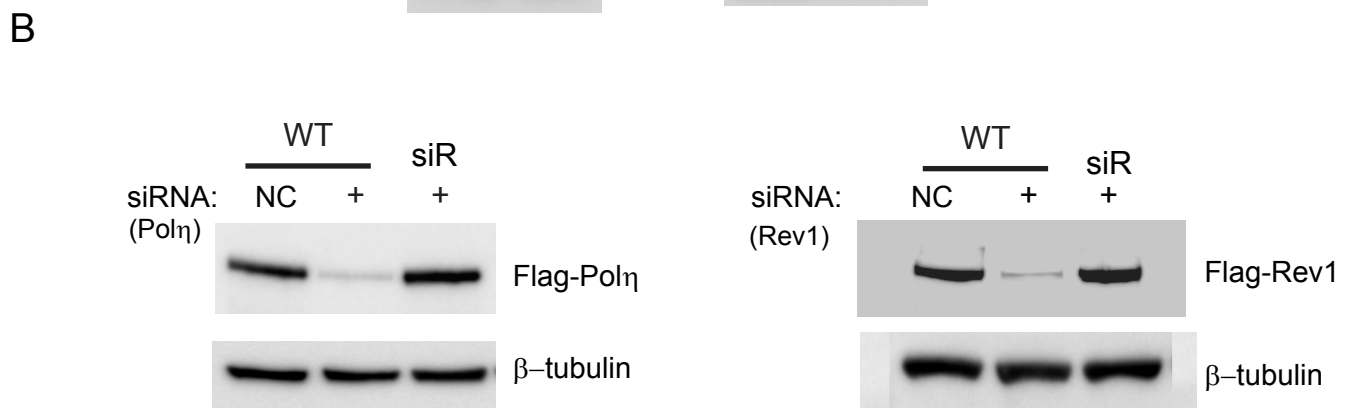 B
WT
siR
siRNA: NC + +
(Polη)
Flag-Polη
β–tubulin
WT
siR
siRNA: NC + +
(Rev1)
Flag-Rev1
β–tubulin